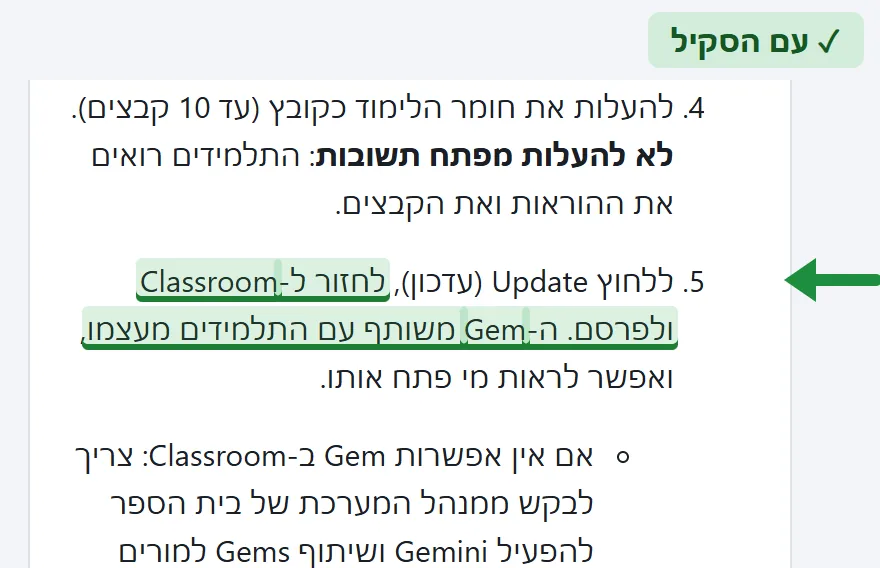 ✓ עם הסקיל
4. להעלות את חומר הלימוד כקובץ (עד 10 קבצים).
לא להעלות מפתח תשובות: התלמידים רואים
את ההוראות ואת הקבצים.
5. ללחוץ Update (עדכון), לחזור ל-Classroom
ולפרסם. ה-Gem משותף עם התלמידים מעצמו,
ואפשר לראות מי פתח אותו.
אם אין אפשרות Gem ב-Classroom: צריך
לבקש ממנהל המערכת של בית הספר
להפעיל Gemini ושיתוף Gems למורים